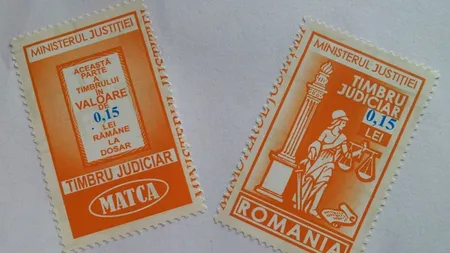 MINISTERUL JUSTIȚIEI
ACEASTĂ
PARTE
A
TIMBRULUI
VALOARE
DE
0,15
LEI
RĂMÂNE
LA
DOSAR
TIMBRU JUDICIAR
MATCA
MINISTERUL JUSTIȚIEI
TIMBRU
JUDICIAR
0,15
LEI
ROMANIA